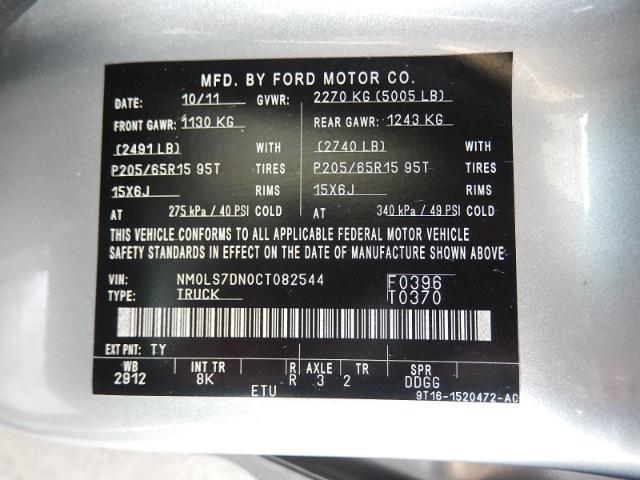 MFD. BY FORD MOTOR CO.
DATE: 10/11 GVWR: 2270 KG (5005 LB)
FRONT GAWR: 1130 KG REAR GAWR: 1243 KG
(2491 LB) WITH (2740 LB) WITH
P205/65R15 95T TIRES P205/65R15 95T TIRES
15X6J RIMS 15X6J RIMS
AT 275 kPa / 40 PSI COLD AT 340 kPa / 49 PSI COLD
THIS VEHICLE CONFORMS TO ALL APPLICABLE FEDERAL MOTOR VEHICLE
SAFETY STANDARDS IN EFFECT ON THE DATE OF MANUFACTURE SHOWN ABOVE
VIN: NM0LS7DN0CT082544 F0396
TYPE: TRUCK T0370
EXT PNT: TY
WB INT TR R AXLE TR SPR
2912 8K R 3 2 DDGG
ETU 9T16-1520472-AC